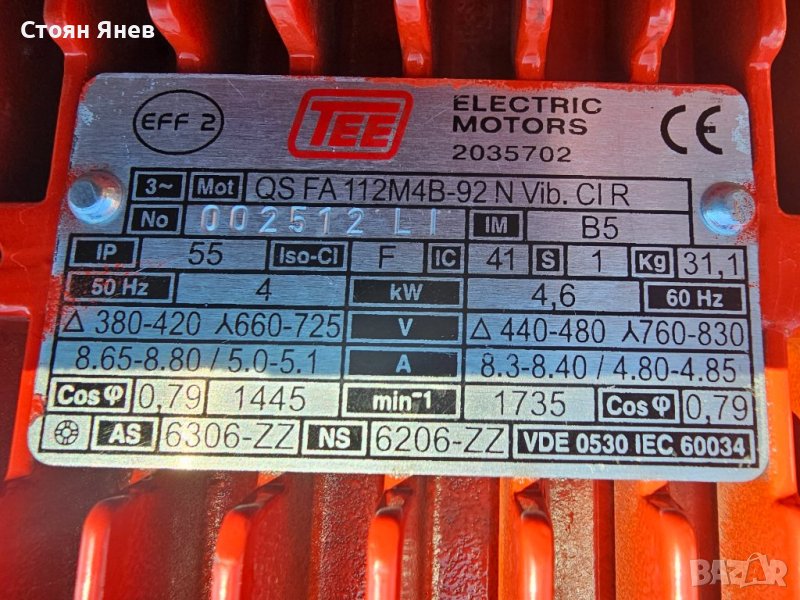 Стоян Янев
EFF 2
TEE
ELECTRIC
MOTORS
2035702
CE
3~ Mot QS FA 112M4B-92 N Vib. Cl R
No 002512 LI IM B5
IP 55 Iso-Cl F IC 41 S 1 Kg 31,1
50 Hz 4 kW 4,6 60 Hz
Δ 380-420 ⅄660-725 V Δ 440-480 ⅄760-830
8.65-8.80 / 5.0-5.1 A 8.3-8.40 / 4.80-4.85
Cos φ 0,79 1445 min⁻¹ 1735 Cos φ 0,79
AS 6306-ZZ NS 6206-ZZ VDE 0530 IEC 60034
BAZAR